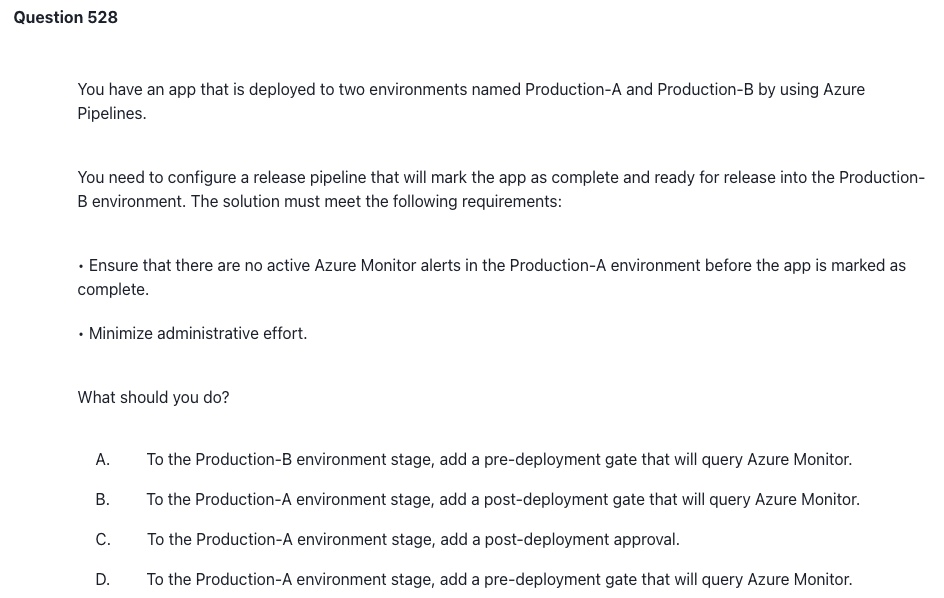 Question 528
You have an app that is deployed to two environments named Production-A and Production-B by using Azure
Pipelines.
You need to configure a release pipeline that will mark the app as complete and ready for release into the Production-
B environment. The solution must meet the following requirements:
• Ensure that there are no active Azure Monitor alerts in the Production-A environment before the app is marked as
complete.
• Minimize administrative effort.
What should you do?
A. To the Production-B environment stage, add a pre-deployment gate that will query Azure Monitor.
B. To the Production-A environment stage, add a post-deployment gate that will query Azure Monitor.
C. To the Production-A environment stage, add a post-deployment approval.
D. To the Production-A environment stage, add a pre-deployment gate that will query Azure Monitor.